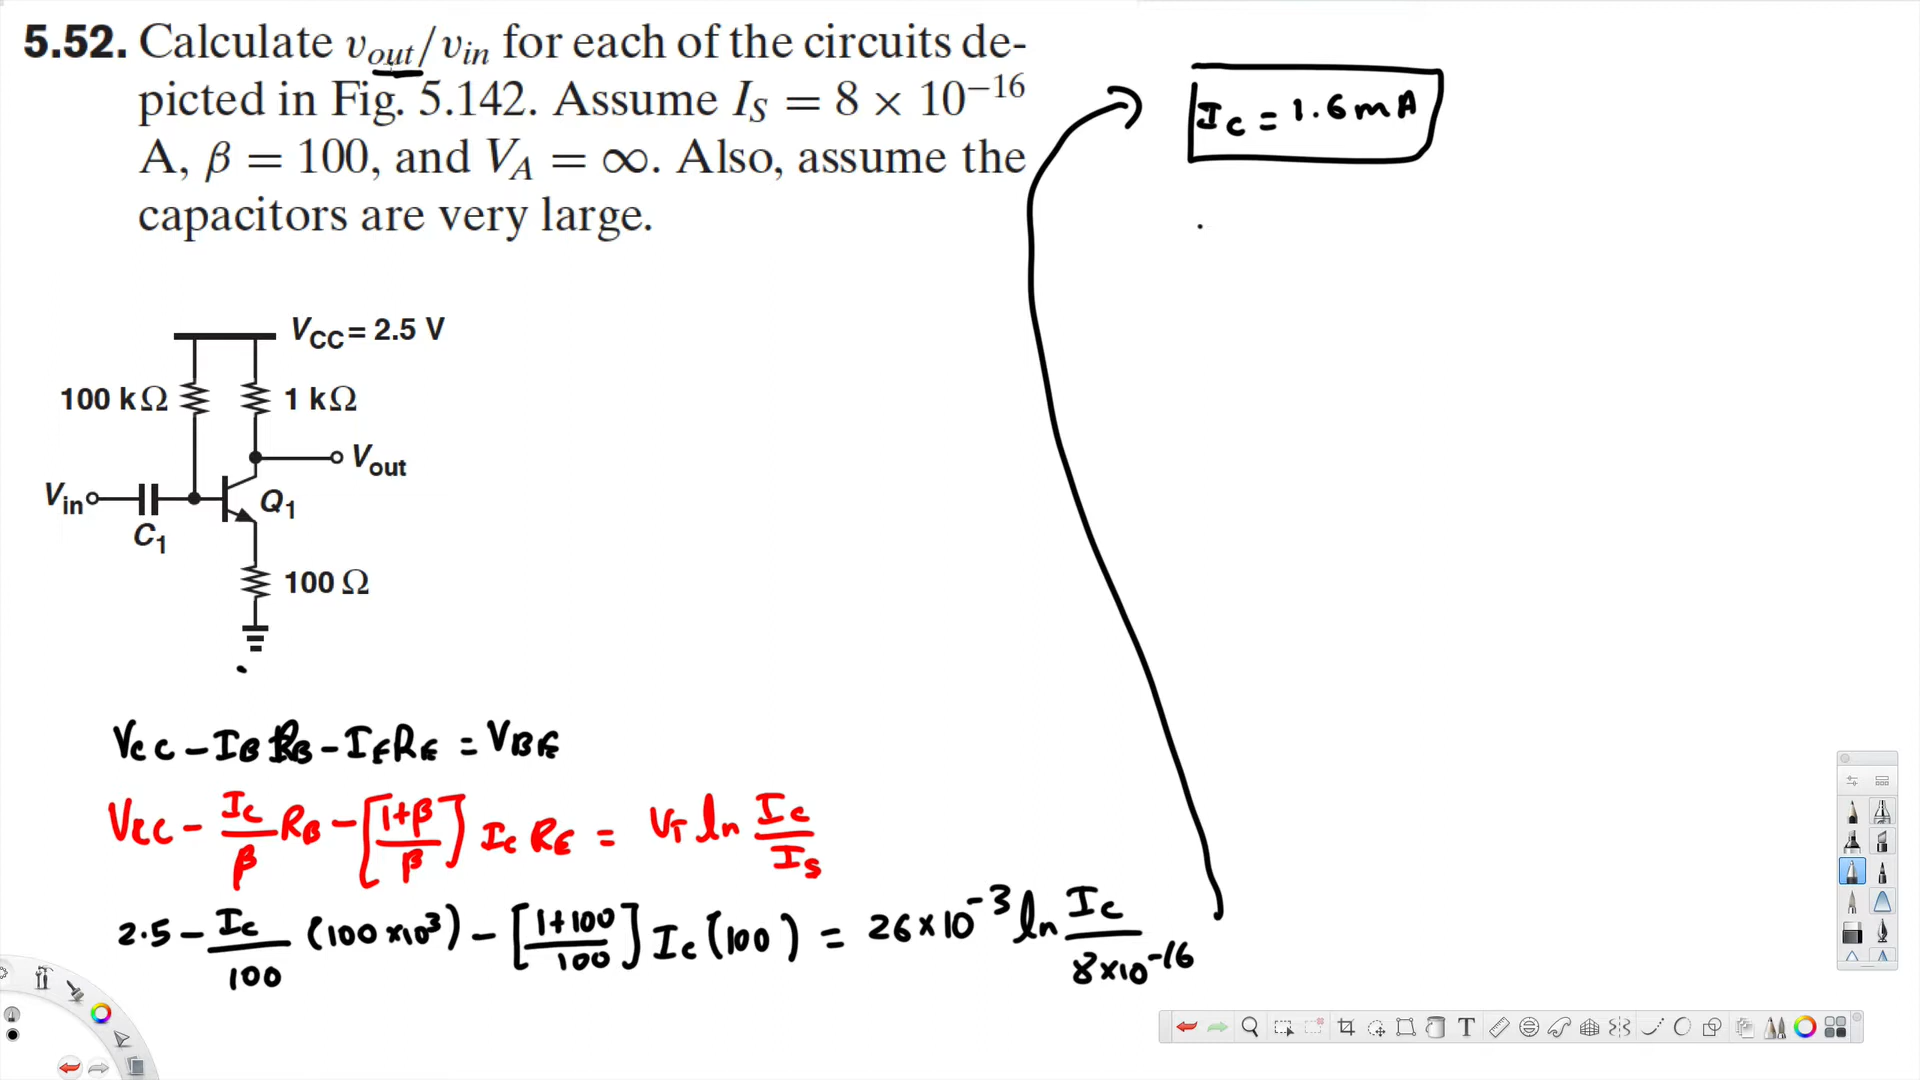 5.52. Calculate vout/vin for each of the circuits de-
picted in Fig. 5.142. Assume IS = 8 × 10−16
A, β = 100, and VA = ∞. Also, assume the
capacitors are very large.
IC = 1.6mA
VCC = 2.5 V
100 kΩ
1 kΩ
Vout
Vin
Q1
C1
100 Ω
VCC − IB RB − IE RE = VBE
VCC − IC/β RB − [1+β/β] IC RE = VT ln IC/IS
2.5 − IC/100 (100×10³) − [1+100/100] IC (100) = 26×10⁻³ ln IC/8×10⁻¹⁶